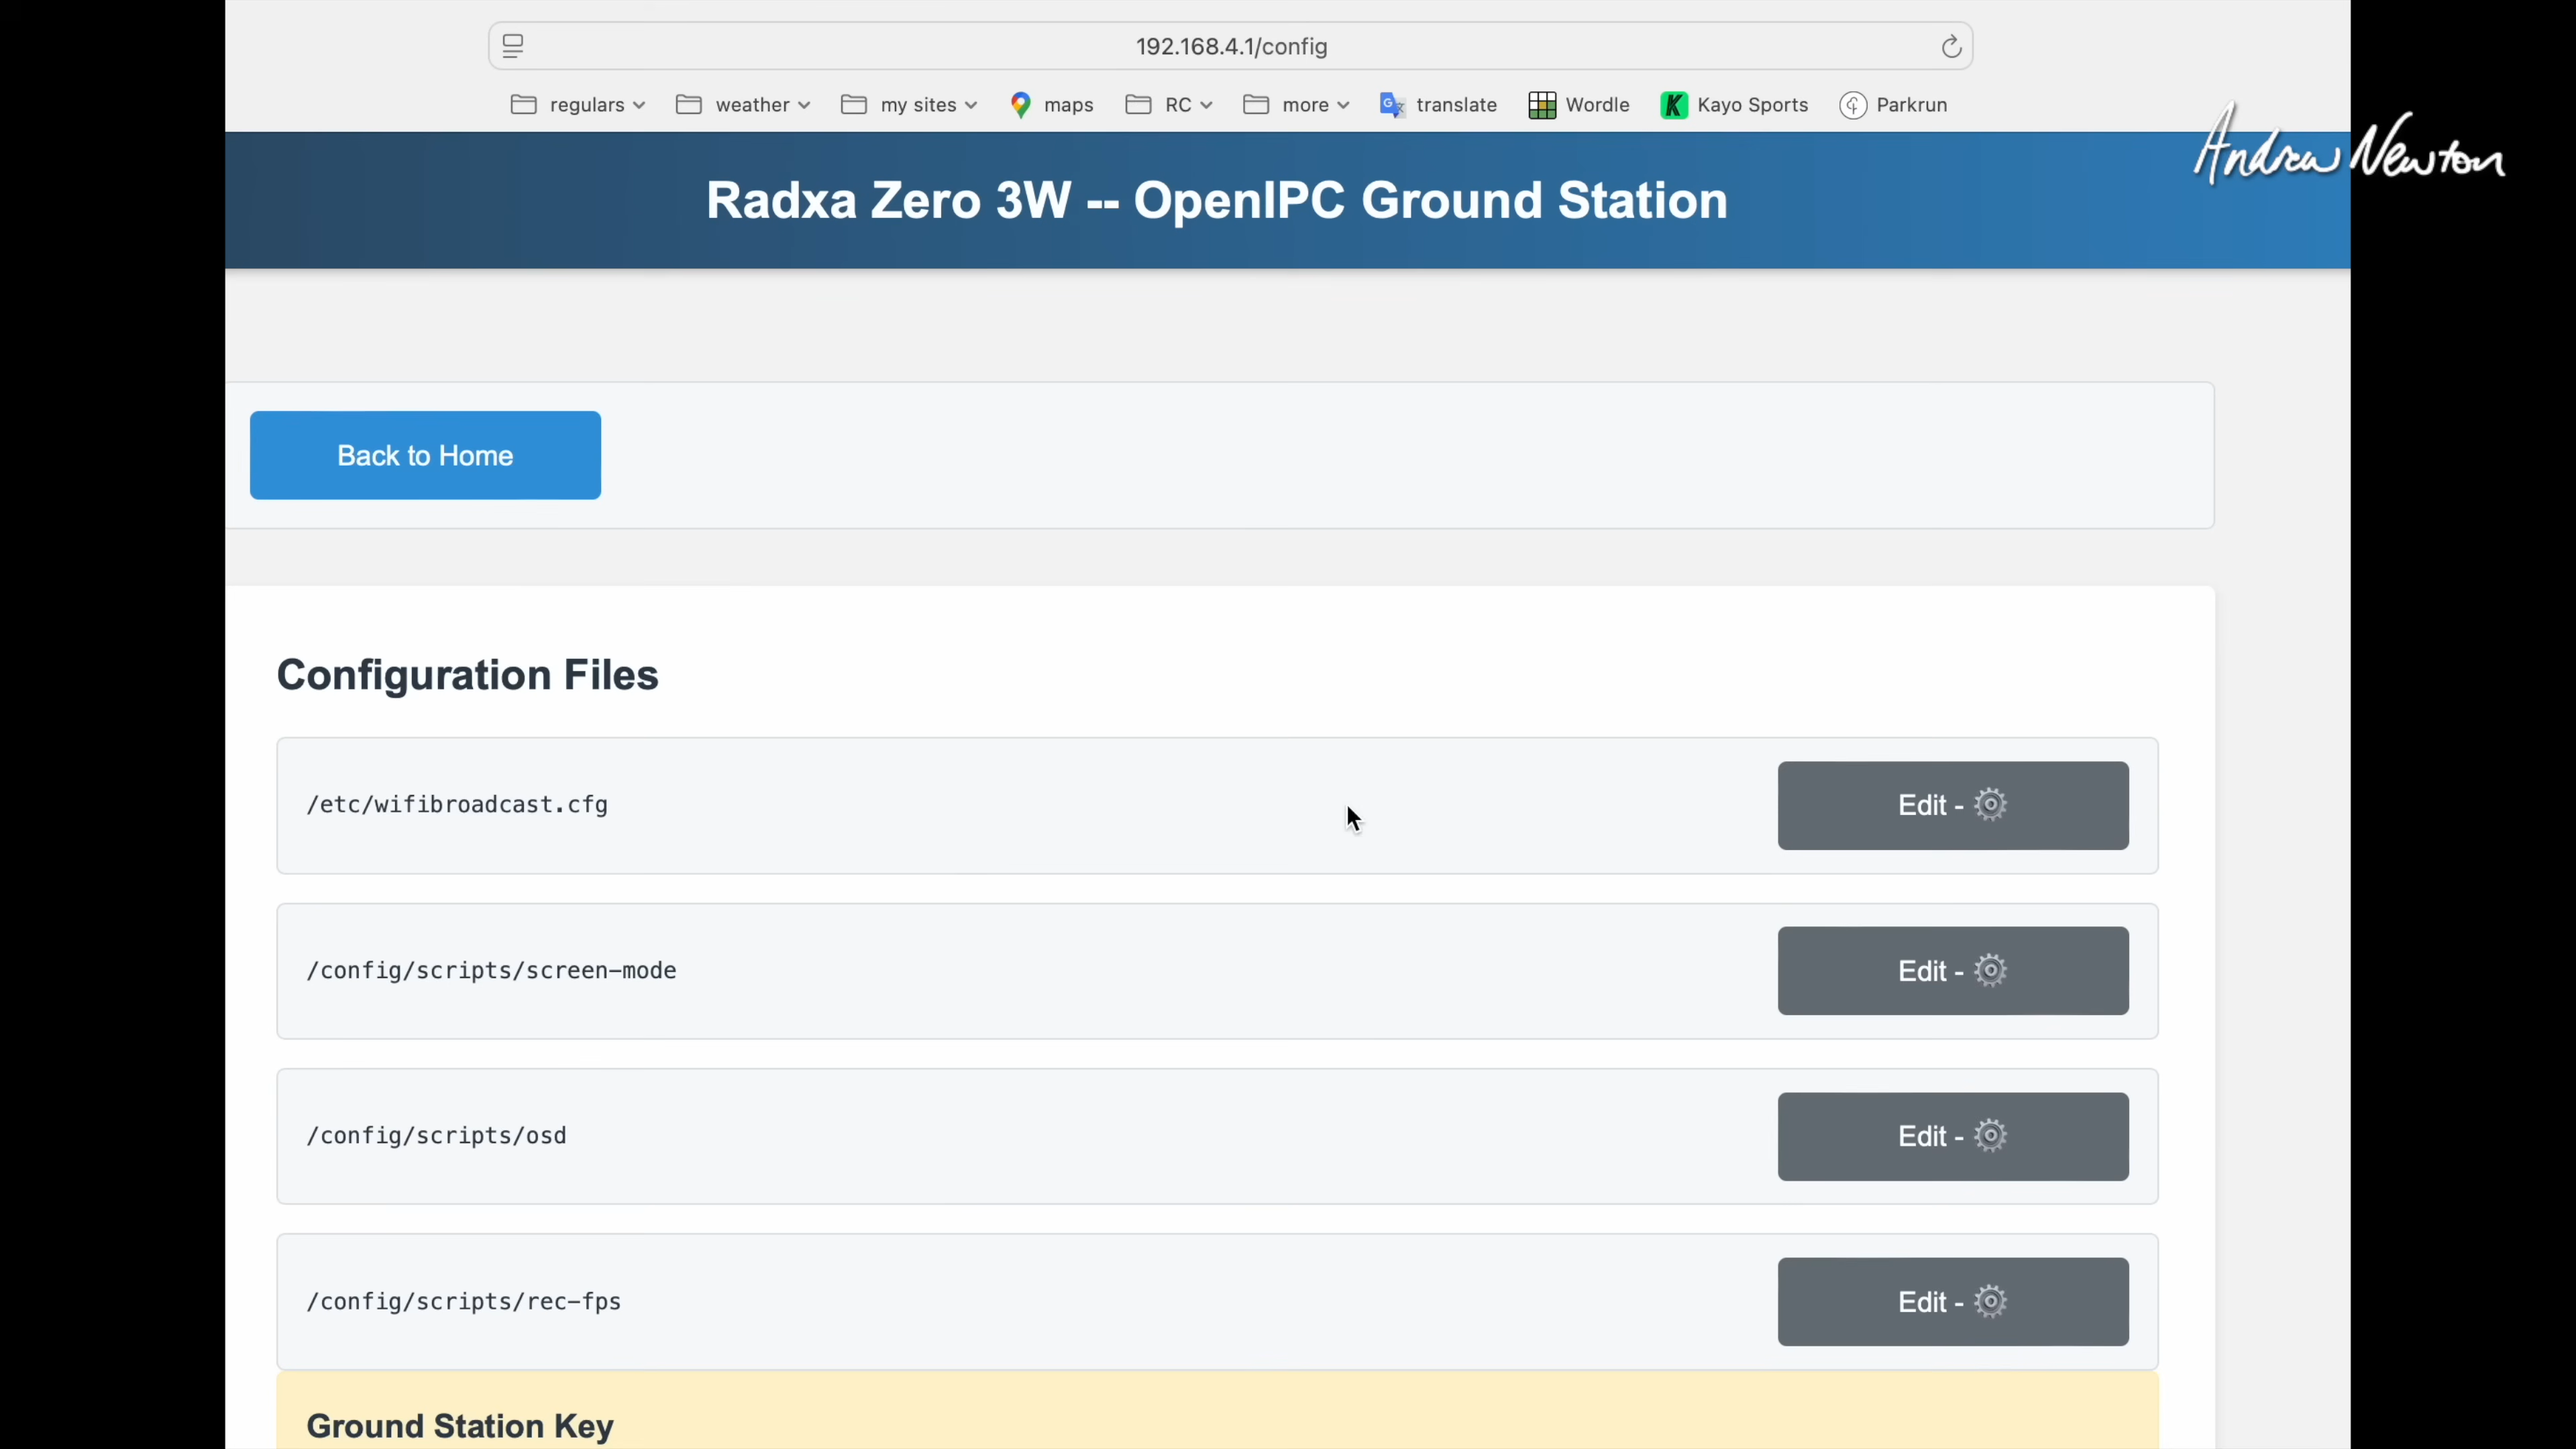 192.168.4.1/config
regulars weather my sites maps RC more translate Wordle Kayo Sports Parkrun
Andrew Newton
Radxa Zero 3W -- OpenIPC Ground Station
Back to Home
Configuration Files
/etc/wifibroadcast.cfg
Edit -
/config/scripts/screen-mode
Edit -
/config/scripts/osd
Edit -
/config/scripts/rec-fps
Edit -
Ground Station Key